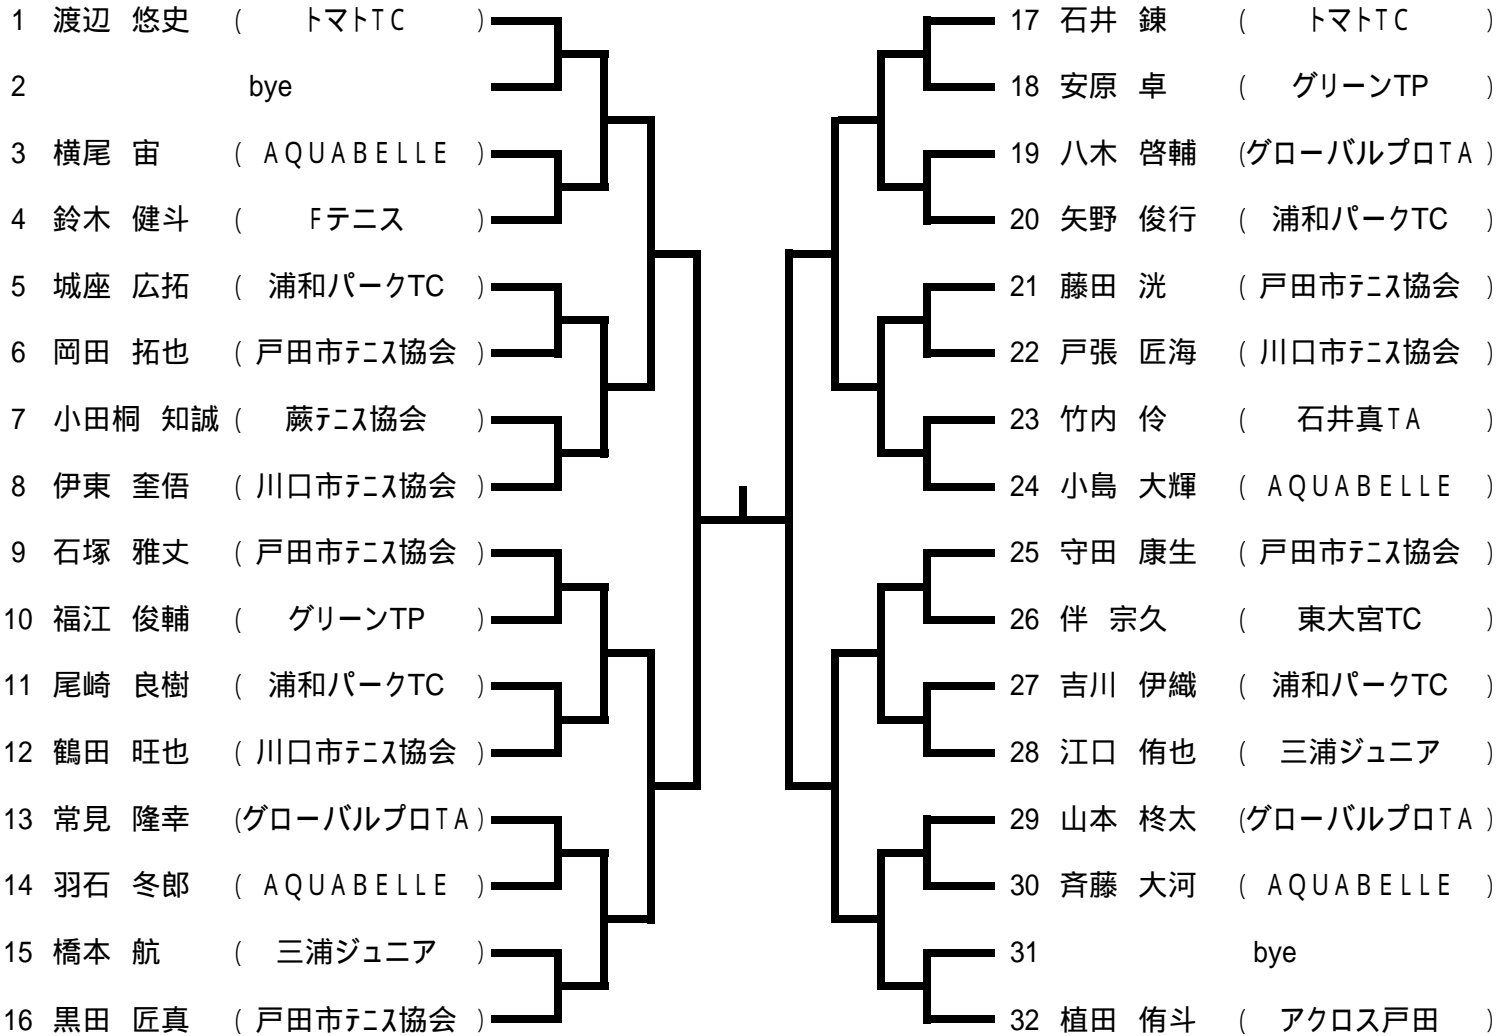 1 渡辺 悠史 ( トマトTC )
2 bye
3 横尾 宙 ( AQUABELLE )
4 鈴木 健斗 ( Fテニス )
5 城座 広拓 ( 浦和パークTC )
6 岡田 拓也 ( 戸田市ﾃﾆｽ協会 )
7 小田桐 知誠 ( 蕨ﾃﾆｽ協会 )
8 伊東 奎悟 ( 川口市ﾃﾆｽ協会 )
9 石塚 雅丈 ( 戸田市ﾃﾆｽ協会 )
10 福江 俊輔 ( グリーンTP )
11 尾崎 良樹 ( 浦和パークTC )
12 鶴田 旺也 ( 川口市ﾃﾆｽ協会 )
13 常見 隆幸 (グローバルプロTA )
14 羽石 冬郎 ( AQUABELLE )
15 橋本 航 ( 三浦ジュニア )
16 黒田 匠真 ( 戸田市ﾃﾆｽ協会 )
17 石井 錬 ( トマトTC )
18 安原 卓 ( グリーンTP )
19 八木 啓輔 (グローバルプロTA )
20 矢野 俊行 ( 浦和パークTC )
21 藤田 洸 ( 戸田市ﾃﾆｽ協会 )
22 戸張 匠海 ( 川口市ﾃﾆｽ協会 )
23 竹内 伶 ( 石井真TA )
24 小島 大輝 ( AQUABELLE )
25 守田 康生 ( 戸田市ﾃﾆｽ協会 )
26 伴 宗久 ( 東大宮TC )
27 吉川 伊織 ( 浦和パークTC )
28 江口 侑也 ( 三浦ジュニア )
29 山本 柊太 (グローバルプロTA )
30 斉藤 大河 ( AQUABELLE )
31 bye
32 植田 侑斗 ( アクロス戸田 )